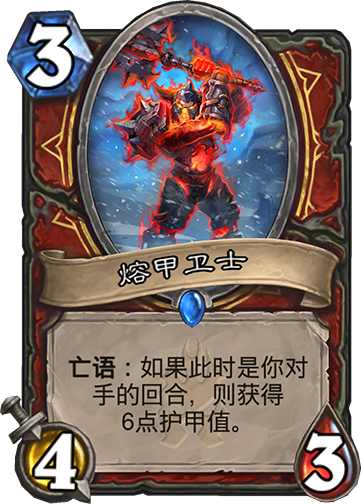 3
熔甲卫士
亡语：如果此时是你对
手的回合，则获得
6点护甲值。
4
3